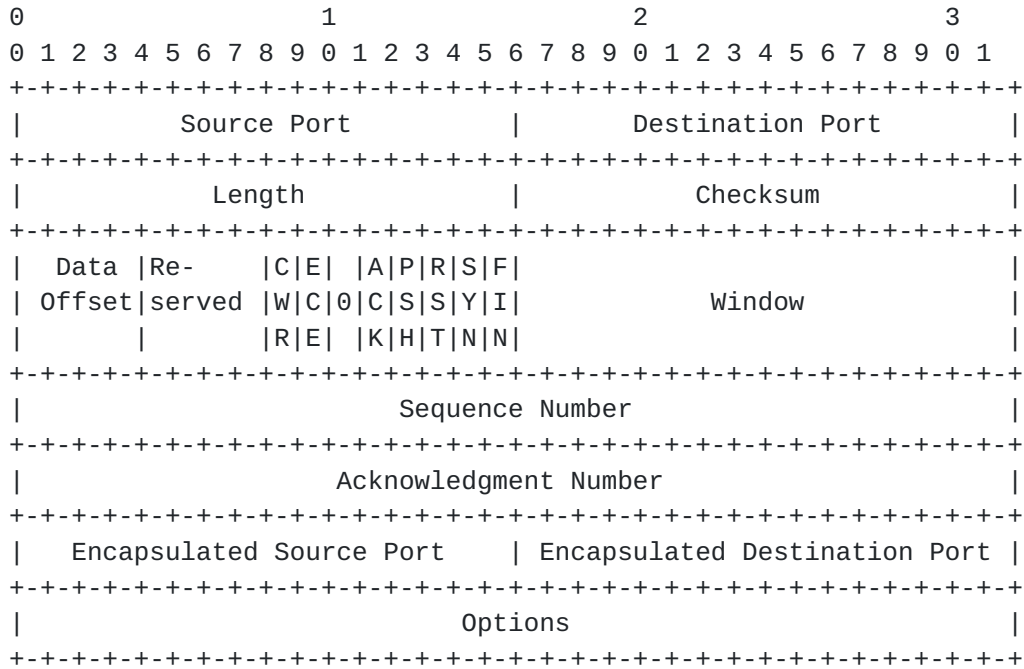 0                   1                   2                   3
0 1 2 3 4 5 6 7 8 9 0 1 2 3 4 5 6 7 8 9 0 1 2 3 4 5 6 7 8 9 0 1
+-+-+-+-+-+-+-+-+-+-+-+-+-+-+-+-+-+-+-+-+-+-+-+-+-+-+-+-+-+-+-+-+
|          Source Port          |       Destination Port        |
+-+-+-+-+-+-+-+-+-+-+-+-+-+-+-+-+-+-+-+-+-+-+-+-+-+-+-+-+-+-+-+-+
|            Length             |           Checksum            |
+-+-+-+-+-+-+-+-+-+-+-+-+-+-+-+-+-+-+-+-+-+-+-+-+-+-+-+-+-+-+-+-+
|  Data |Re-    |C|E| |A|P|R|S|F|                               |
| Offset|served |W|C|0|C|S|S|Y|I|            Window             |
|       |       |R|E| |K|H|T|N|N|                               |
+-+-+-+-+-+-+-+-+-+-+-+-+-+-+-+-+-+-+-+-+-+-+-+-+-+-+-+-+-+-+-+-+
|                        Sequence Number                        |
+-+-+-+-+-+-+-+-+-+-+-+-+-+-+-+-+-+-+-+-+-+-+-+-+-+-+-+-+-+-+-+-+
|                    Acknowledgment Number                      |
+-+-+-+-+-+-+-+-+-+-+-+-+-+-+-+-+-+-+-+-+-+-+-+-+-+-+-+-+-+-+-+-+
|   Encapsulated Source Port    | Encapsulated Destination Port |
+-+-+-+-+-+-+-+-+-+-+-+-+-+-+-+-+-+-+-+-+-+-+-+-+-+-+-+-+-+-+-+-+
|                            Options                            |
+-+-+-+-+-+-+-+-+-+-+-+-+-+-+-+-+-+-+-+-+-+-+-+-+-+-+-+-+-+-+-+-+